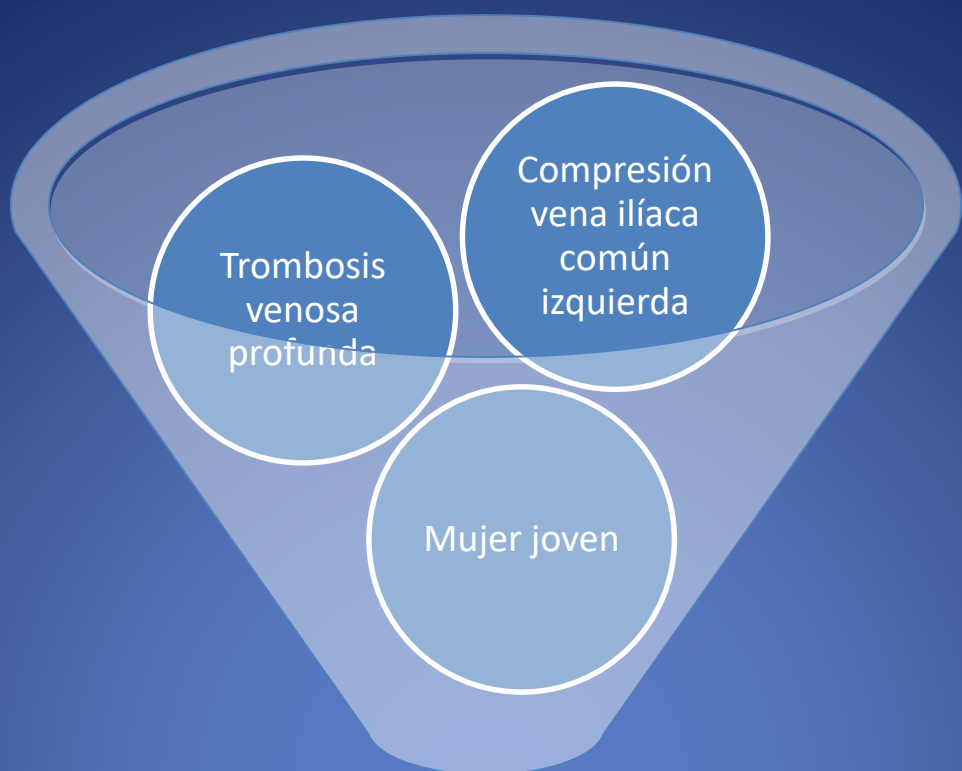 Trombosis
venosa
profunda
Compresión
vena ilíaca
común
izquierda
Mujer joven